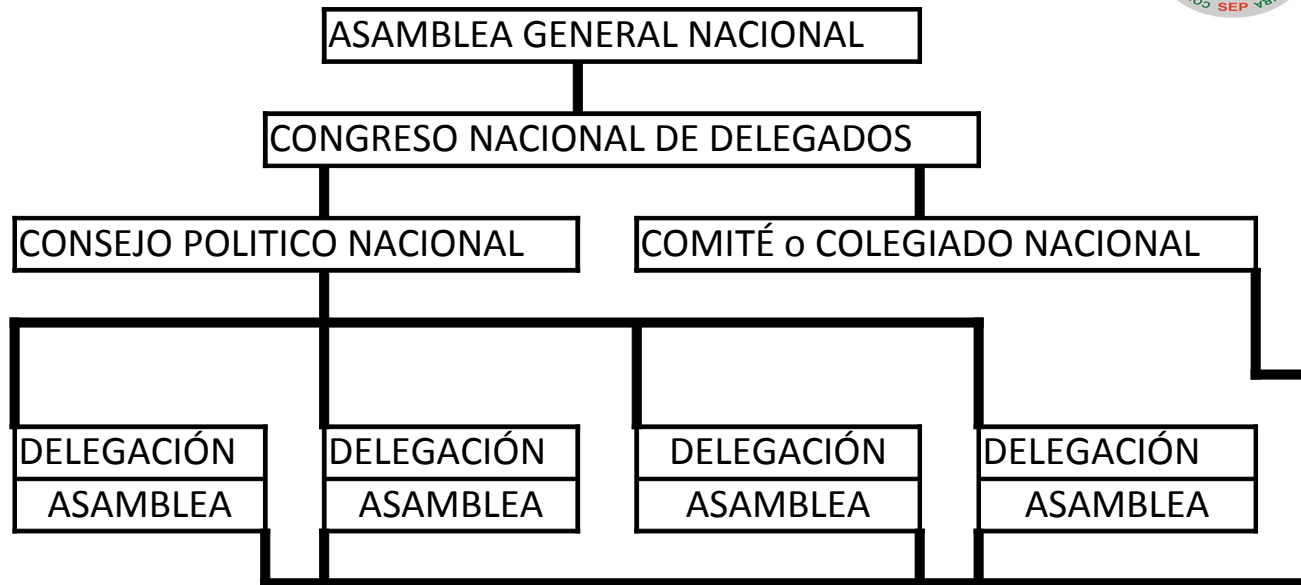 SEP
ASAMBLEA GENERAL NACIONAL
CONGRESO NACIONAL DE DELEGADOS
CONSEJO POLITICO NACIONAL
COMITÉ o COLEGIADO NACIONAL
DELEGACIÓN
DELEGACIÓN
DELEGACIÓN
DELEGACIÓN
ASAMBLEA
ASAMBLEA
ASAMBLEA
ASAMBLEA